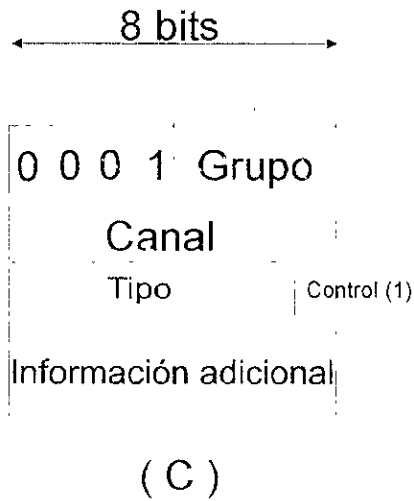 8 bits
0 0 0 1 Grupo
Canal
Tipo Control (1)
Información adicional
( C )